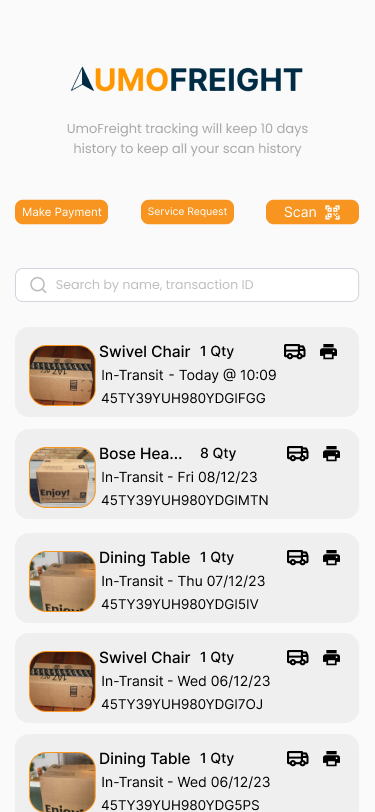 UMOFREIGHT
UmoFreight tracking will keep 10 days
history to keep all your scan history
Make Payment
Service Request
Scan
Search by name, transaction ID
Swivel Chair 1 Qty
In-Transit - Today @ 10:09
45TY39YUH980YDGIFGG
Bose Hea... 8 Qty
In-Transit - Fri 08/12/23
45TY39YUH980YDGIMTN
Enjoy!
Dining Table 1 Qty
In-Transit - Thu 07/12/23
45TY39YUH980YDGI5IV
Enjoy!
Swivel Chair 1 Qty
In-Transit - Wed 06/12/23
45TY39YUH980YDGI7OJ
Dining Table 1 Qty
In-Transit - Wed 06/12/23
45TY39YUH980YDG5PS